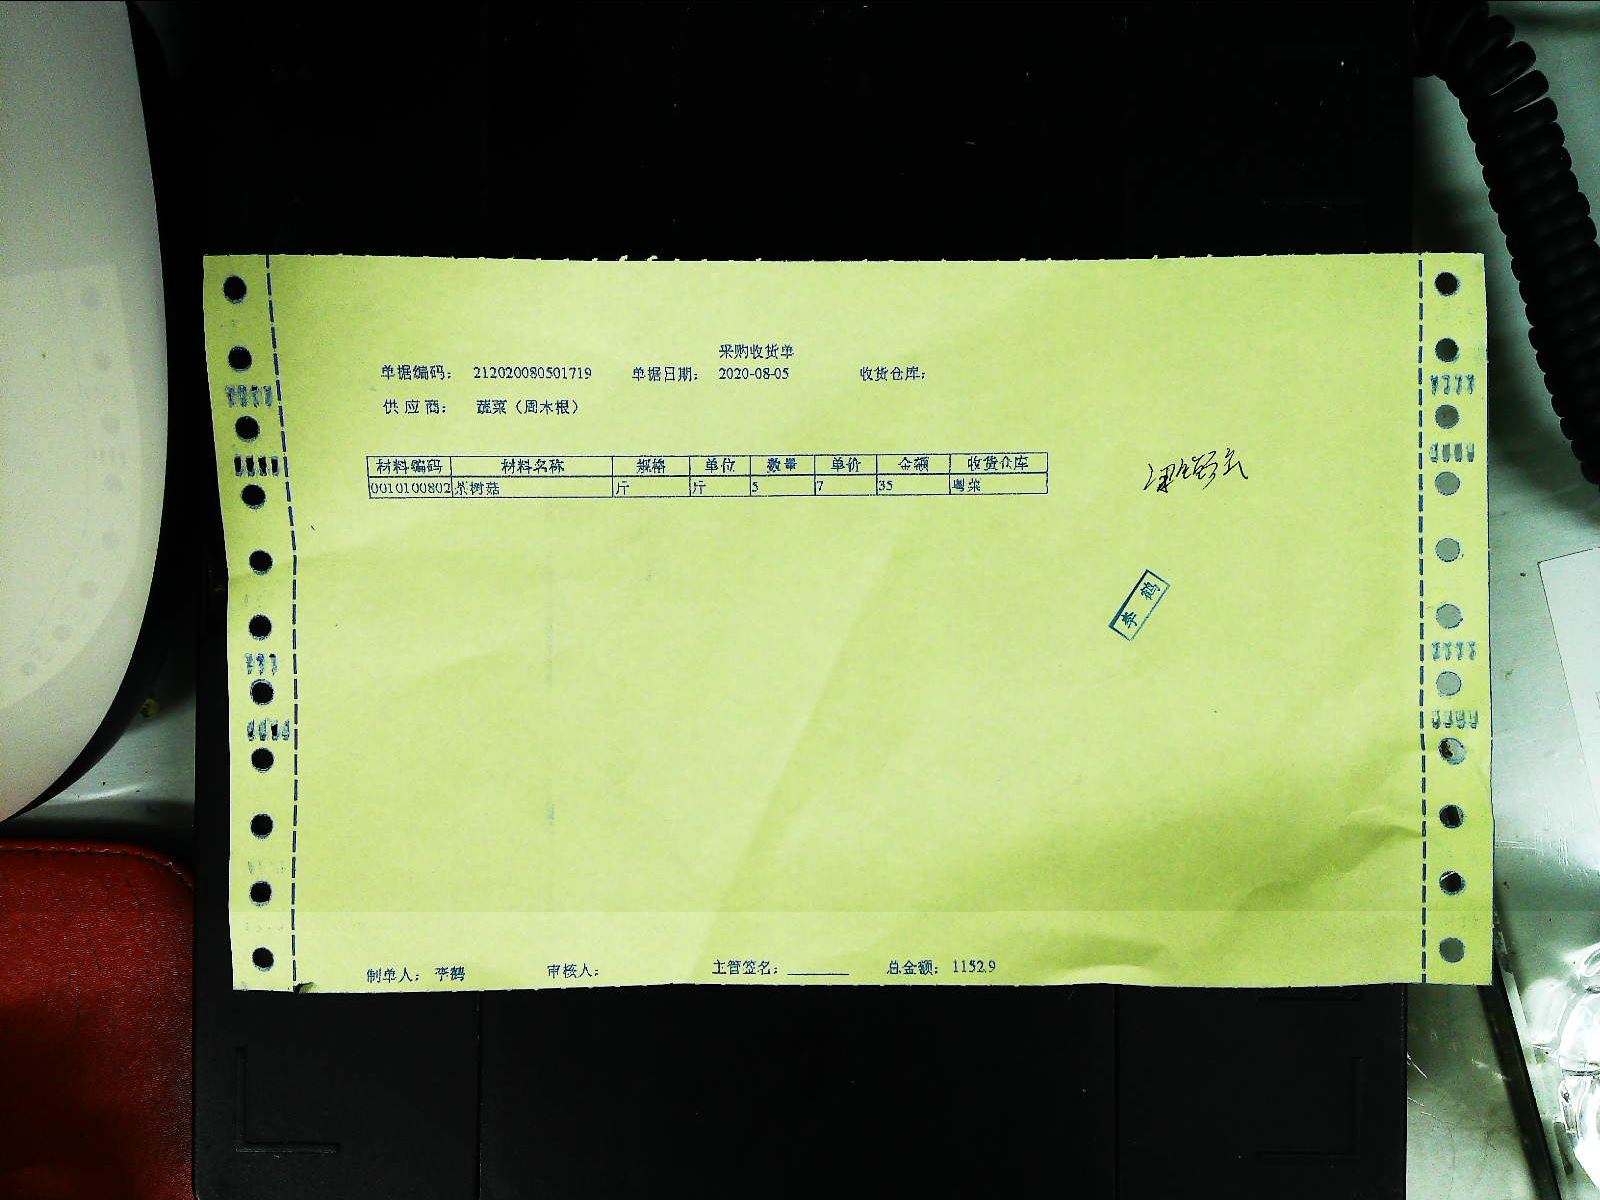 采购收货单
单据编码： 212020080501719 单据日期： 2020-08-05 收货仓库：
供应商： 蔬菜（周木根）
材料编码 材料名称 规格 单位 数量 单价 金额 收货仓库
0010100802 茶树菇 斤 斤 5 7 35 粤菜
李鹤
制单人： 李鹤 审核人： 主管签名： 总金额： 1152.9